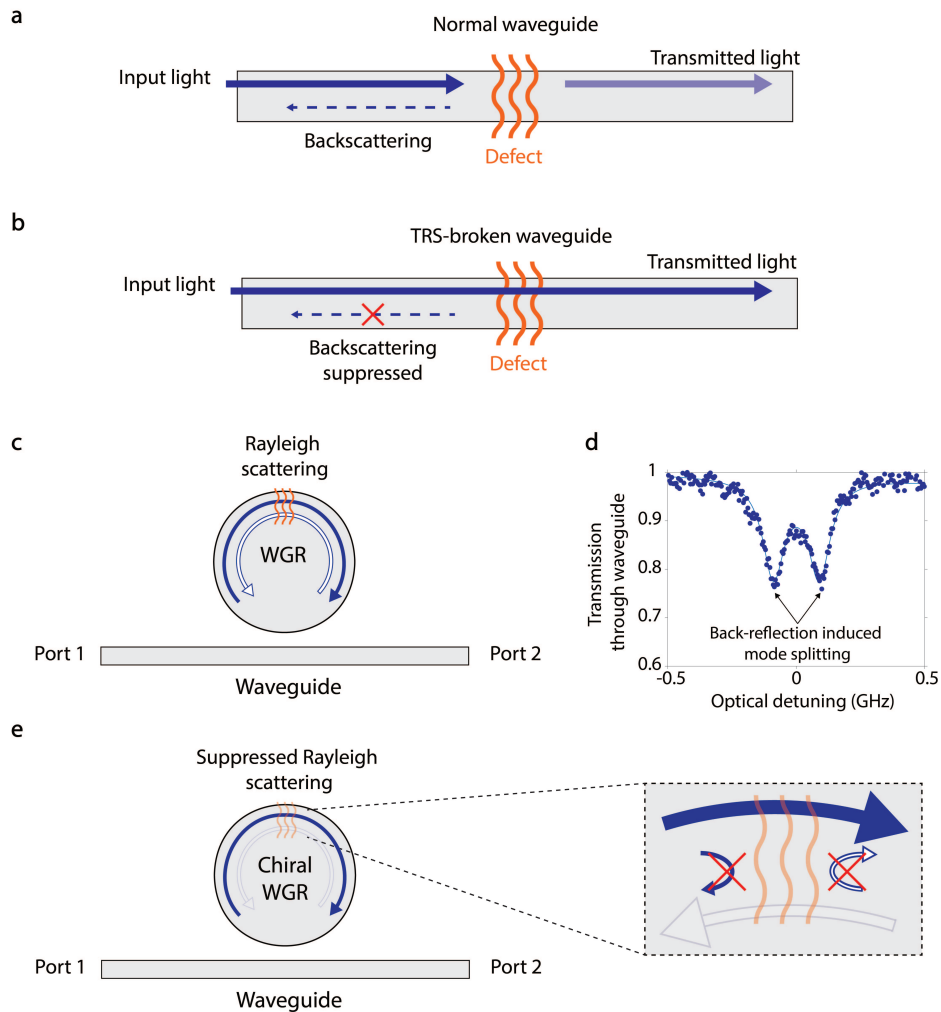 a
Normal waveguide
Input light
Transmitted light
Backscattering
Defect
b
TRS-broken waveguide
Input light
Transmitted light
Backscattering
suppressed
Defect
c
Rayleigh
scattering
WGR
Port 1
Port 2
Waveguide
d
Transmission
through waveguide
1
0.9
0.8
0.7
0.6
Back-reflection induced
mode splitting
-0.5
0
0.5
Optical detuning (GHz)
e
Suppressed Rayleigh
scattering
Chiral
WGR
Port 1
Port 2
Waveguide